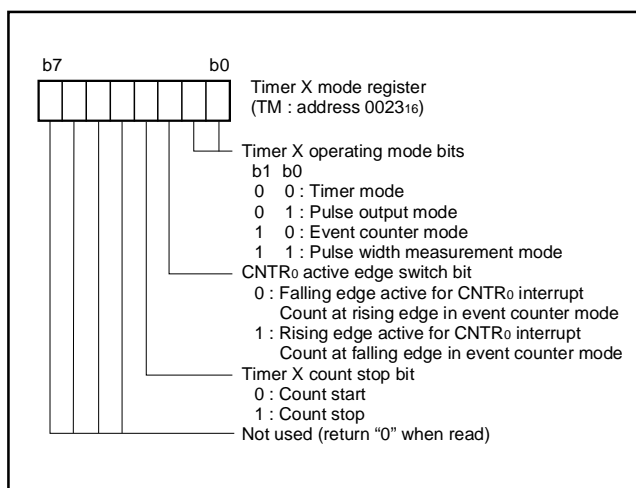 b7 b0
Timer X mode register
(TM : address 002316)
Timer X operating mode bits
b1 b0
0 0 : Timer mode
0 1 : Pulse output mode
1 0 : Event counter mode
1 1 : Pulse width measurement mode
CNTR0 active edge switch bit
0 : Falling edge active for CNTR0 interrupt
Count at rising edge in event counter mode
1 : Rising edge active for CNTR0 interrupt
Count at falling edge in event counter mode
Timer X count stop bit
0 : Count start
1 : Count stop
Not used (return “0” when read)